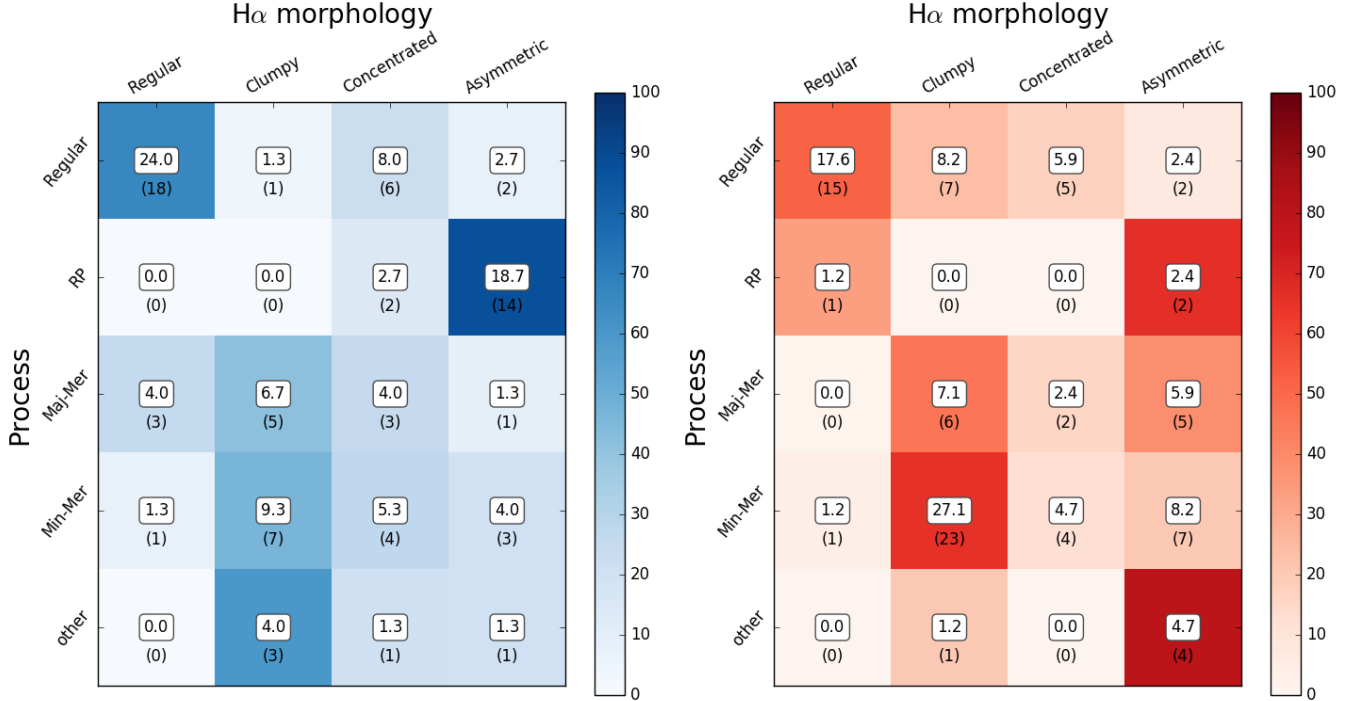 Hα morphology
Regular Clumpy Concentrated Asymmetric
Process
Regular 24.0 1.3 8.0 2.7
(18) (1) (6) (2)
RP 0.0 0.0 2.7 18.7
(0) (0) (2) (14)
Maj-Mer 4.0 6.7 4.0 1.3
(3) (5) (3) (1)
Min-Mer 1.3 9.3 5.3 4.0
(1) (7) (4) (3)
other 0.0 4.0 1.3 1.3
(0) (3) (1) (1)
100
90
80
70
60
50
40
30
20
10
0
Hα morphology
Regular Clumpy Concentrated Asymmetric
Process
Regular 17.6 8.2 5.9 2.4
(15) (7) (5) (2)
RP 1.2 0.0 0.0 2.4
(1) (0) (0) (2)
Maj-Mer 0.0 7.1 2.4 5.9
(0) (6) (2) (5)
Min-Mer 1.2 27.1 4.7 8.2
(1) (23) (4) (7)
other 0.0 1.2 0.0 4.7
(0) (1) (0) (4)
100
90
80
70
60
50
40
30
20
10
0